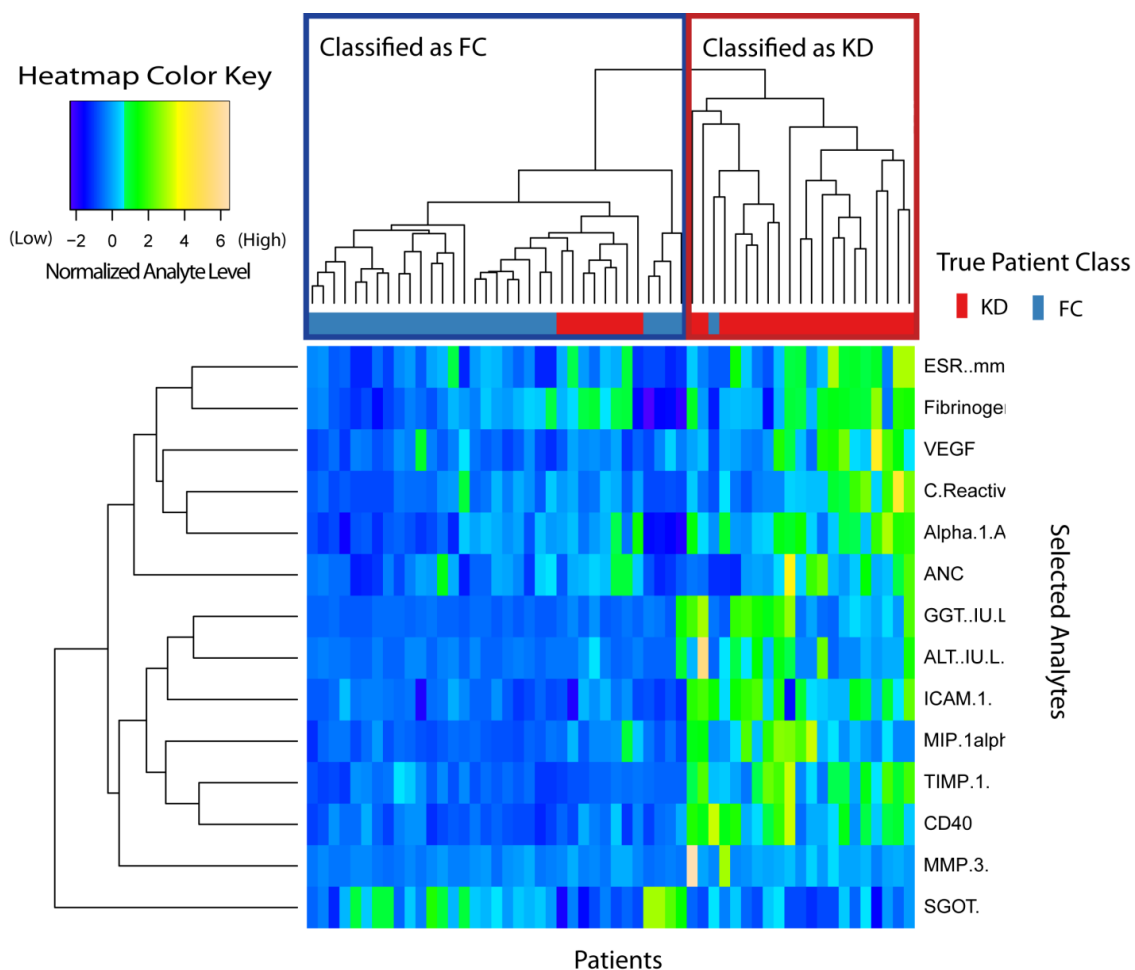 Classified as FC
Classified as KD
Heatmap Color Key
(Low) −2 0 2 4 6 (High)
Normalized Analyte Level
True Patient Class
KD FC
ESR..mm
Fibrinoge
VEGF
C.Reactiv
Alpha.1.A
ANC
GGT..IU.L
ALT..IU.L.
ICAM.1.
MIP.1alph
TIMP.1.
CD40
MMP.3.
SGOT.
Selected Analytes
Patients